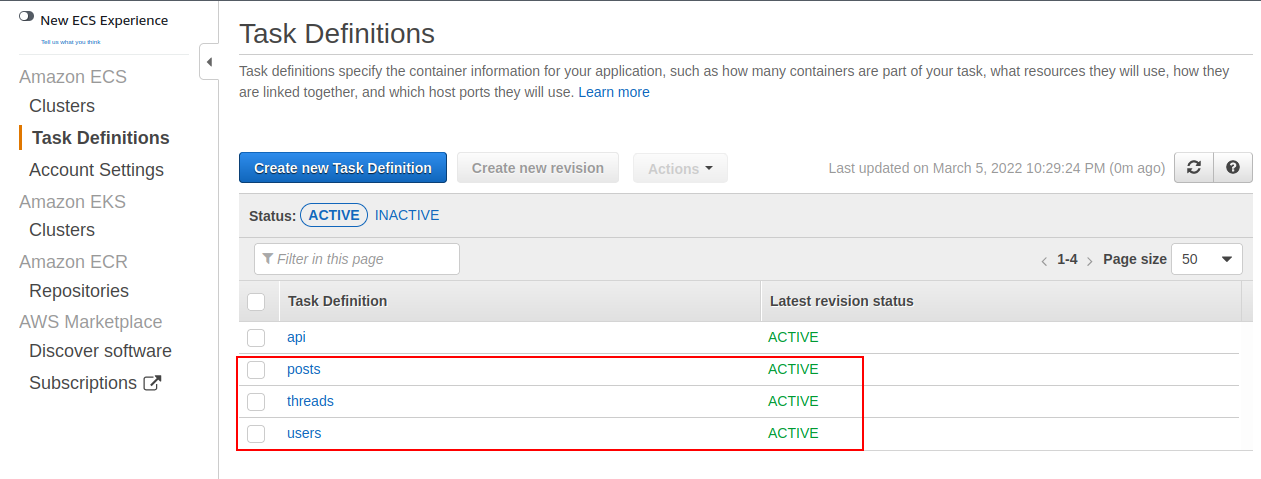 New ECS Experience
Tell us what you think
Amazon ECS
Clusters
Task Definitions
Account Settings
Amazon EKS
Clusters
Amazon ECR
Repositories
AWS Marketplace
Discover software
Subscriptions
Task Definitions
Task definitions specify the container information for your application, such as how many containers are part of your task, what resources they will use, how they
are linked together, and which host ports they will use. Learn more
Create new Task Definition Create new revision Actions Last updated on March 5, 2022 10:29:24 PM (0m ago)
Status: ACTIVE INACTIVE
Filter in this page 1-4 Page size 50
Task Definition Latest revision status
api ACTIVE
posts ACTIVE
threads ACTIVE
users ACTIVE